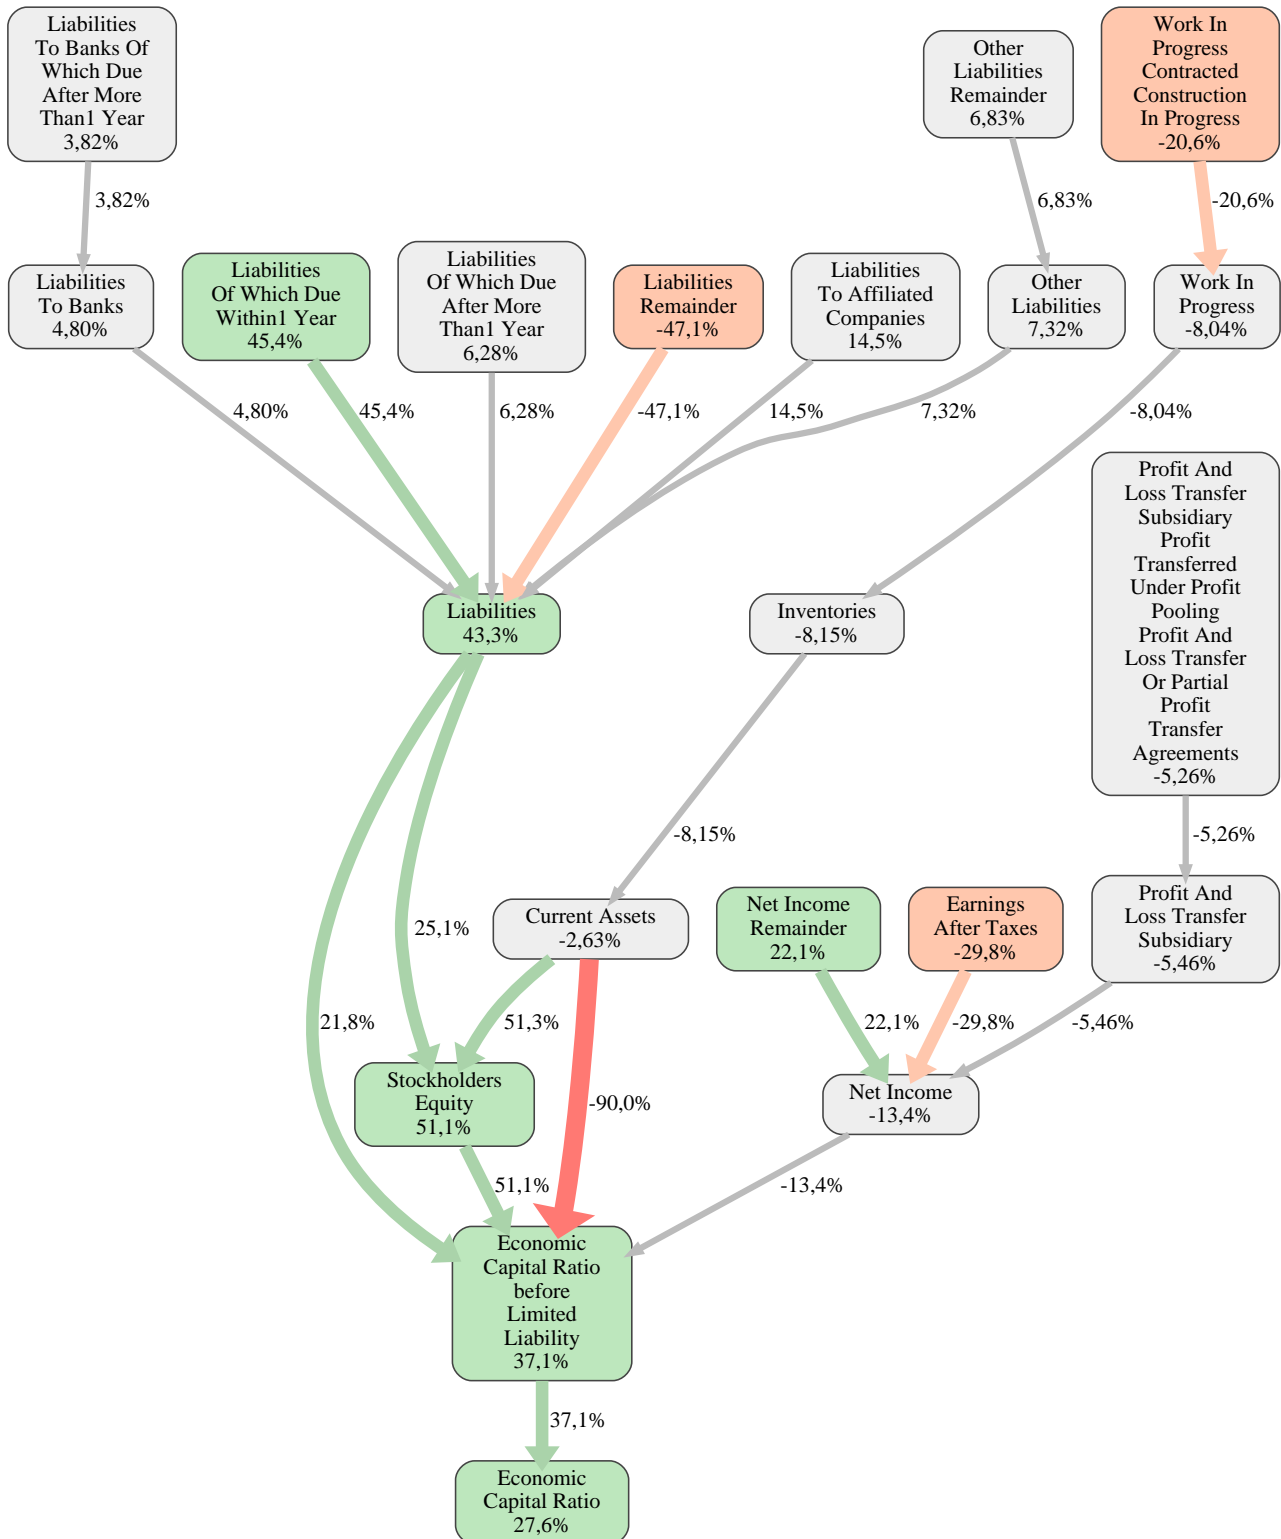 Liabilities
To Banks Of
Which Due
After More
Than1 Year
3,82%
Other
Liabilities
Remainder
6,83%
Work In
Progress
Contracted
Construction
In Progress
-20,6%
3,82%
6,83%
-20,6%
Liabilities
To Banks
4,80%
Liabilities
Of Which Due
Within1 Year
45,4%
Liabilities
Of Which Due
After More
Than1 Year
6,28%
Liabilities
Remainder
-47,1%
Liabilities
To Affiliated
Companies
14,5%
Other
Liabilities
7,32%
Work In
Progress
-8,04%
4,80%
45,4%
6,28%
-47,1%
14,5%
7,32%
-8,04%
Profit And
Loss Transfer
Subsidiary
Profit
Transferred
Under Profit
Pooling
Profit And
Loss Transfer
Or Partial
Profit
Transfer
Agreements
-5,26%
Liabilities
43,3%
Inventories
-8,15%
-8,15%
-5,26%
Current Assets
-2,63%
Net Income
Remainder
22,1%
Earnings
After Taxes
-29,8%
Profit And
Loss Transfer
Subsidiary
-5,46%
25,1%
21,8%
51,3%
22,1%
-29,8%
-5,46%
Stockholders
Equity
51,1%
-90,0%
Net Income
-13,4%
51,1%
-13,4%
Economic
Capital Ratio
before
Limited
Liability
37,1%
37,1%
Economic
Capital Ratio
27,6%